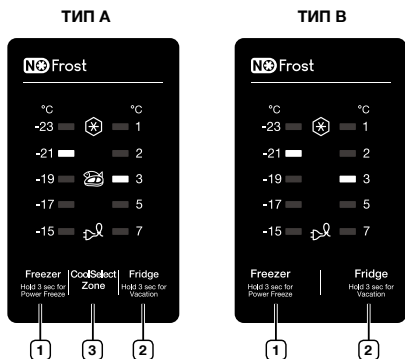 ТИП А
ТИП В
NO Frost
°C °C
-23 1
-21 2
-19 3
-17 5
-15 7
Freezer CoolSelect Zone Fridge
Hold 3 sec for Power Freeze
Hold 3 sec for Vacation
1 3 2
NO Frost
°C °C
-23 1
-21 2
-19 3
-17 5
-15 7
Freezer Fridge
Hold 3 sec for Power Freeze
Hold 3 sec for Vacation
1 2